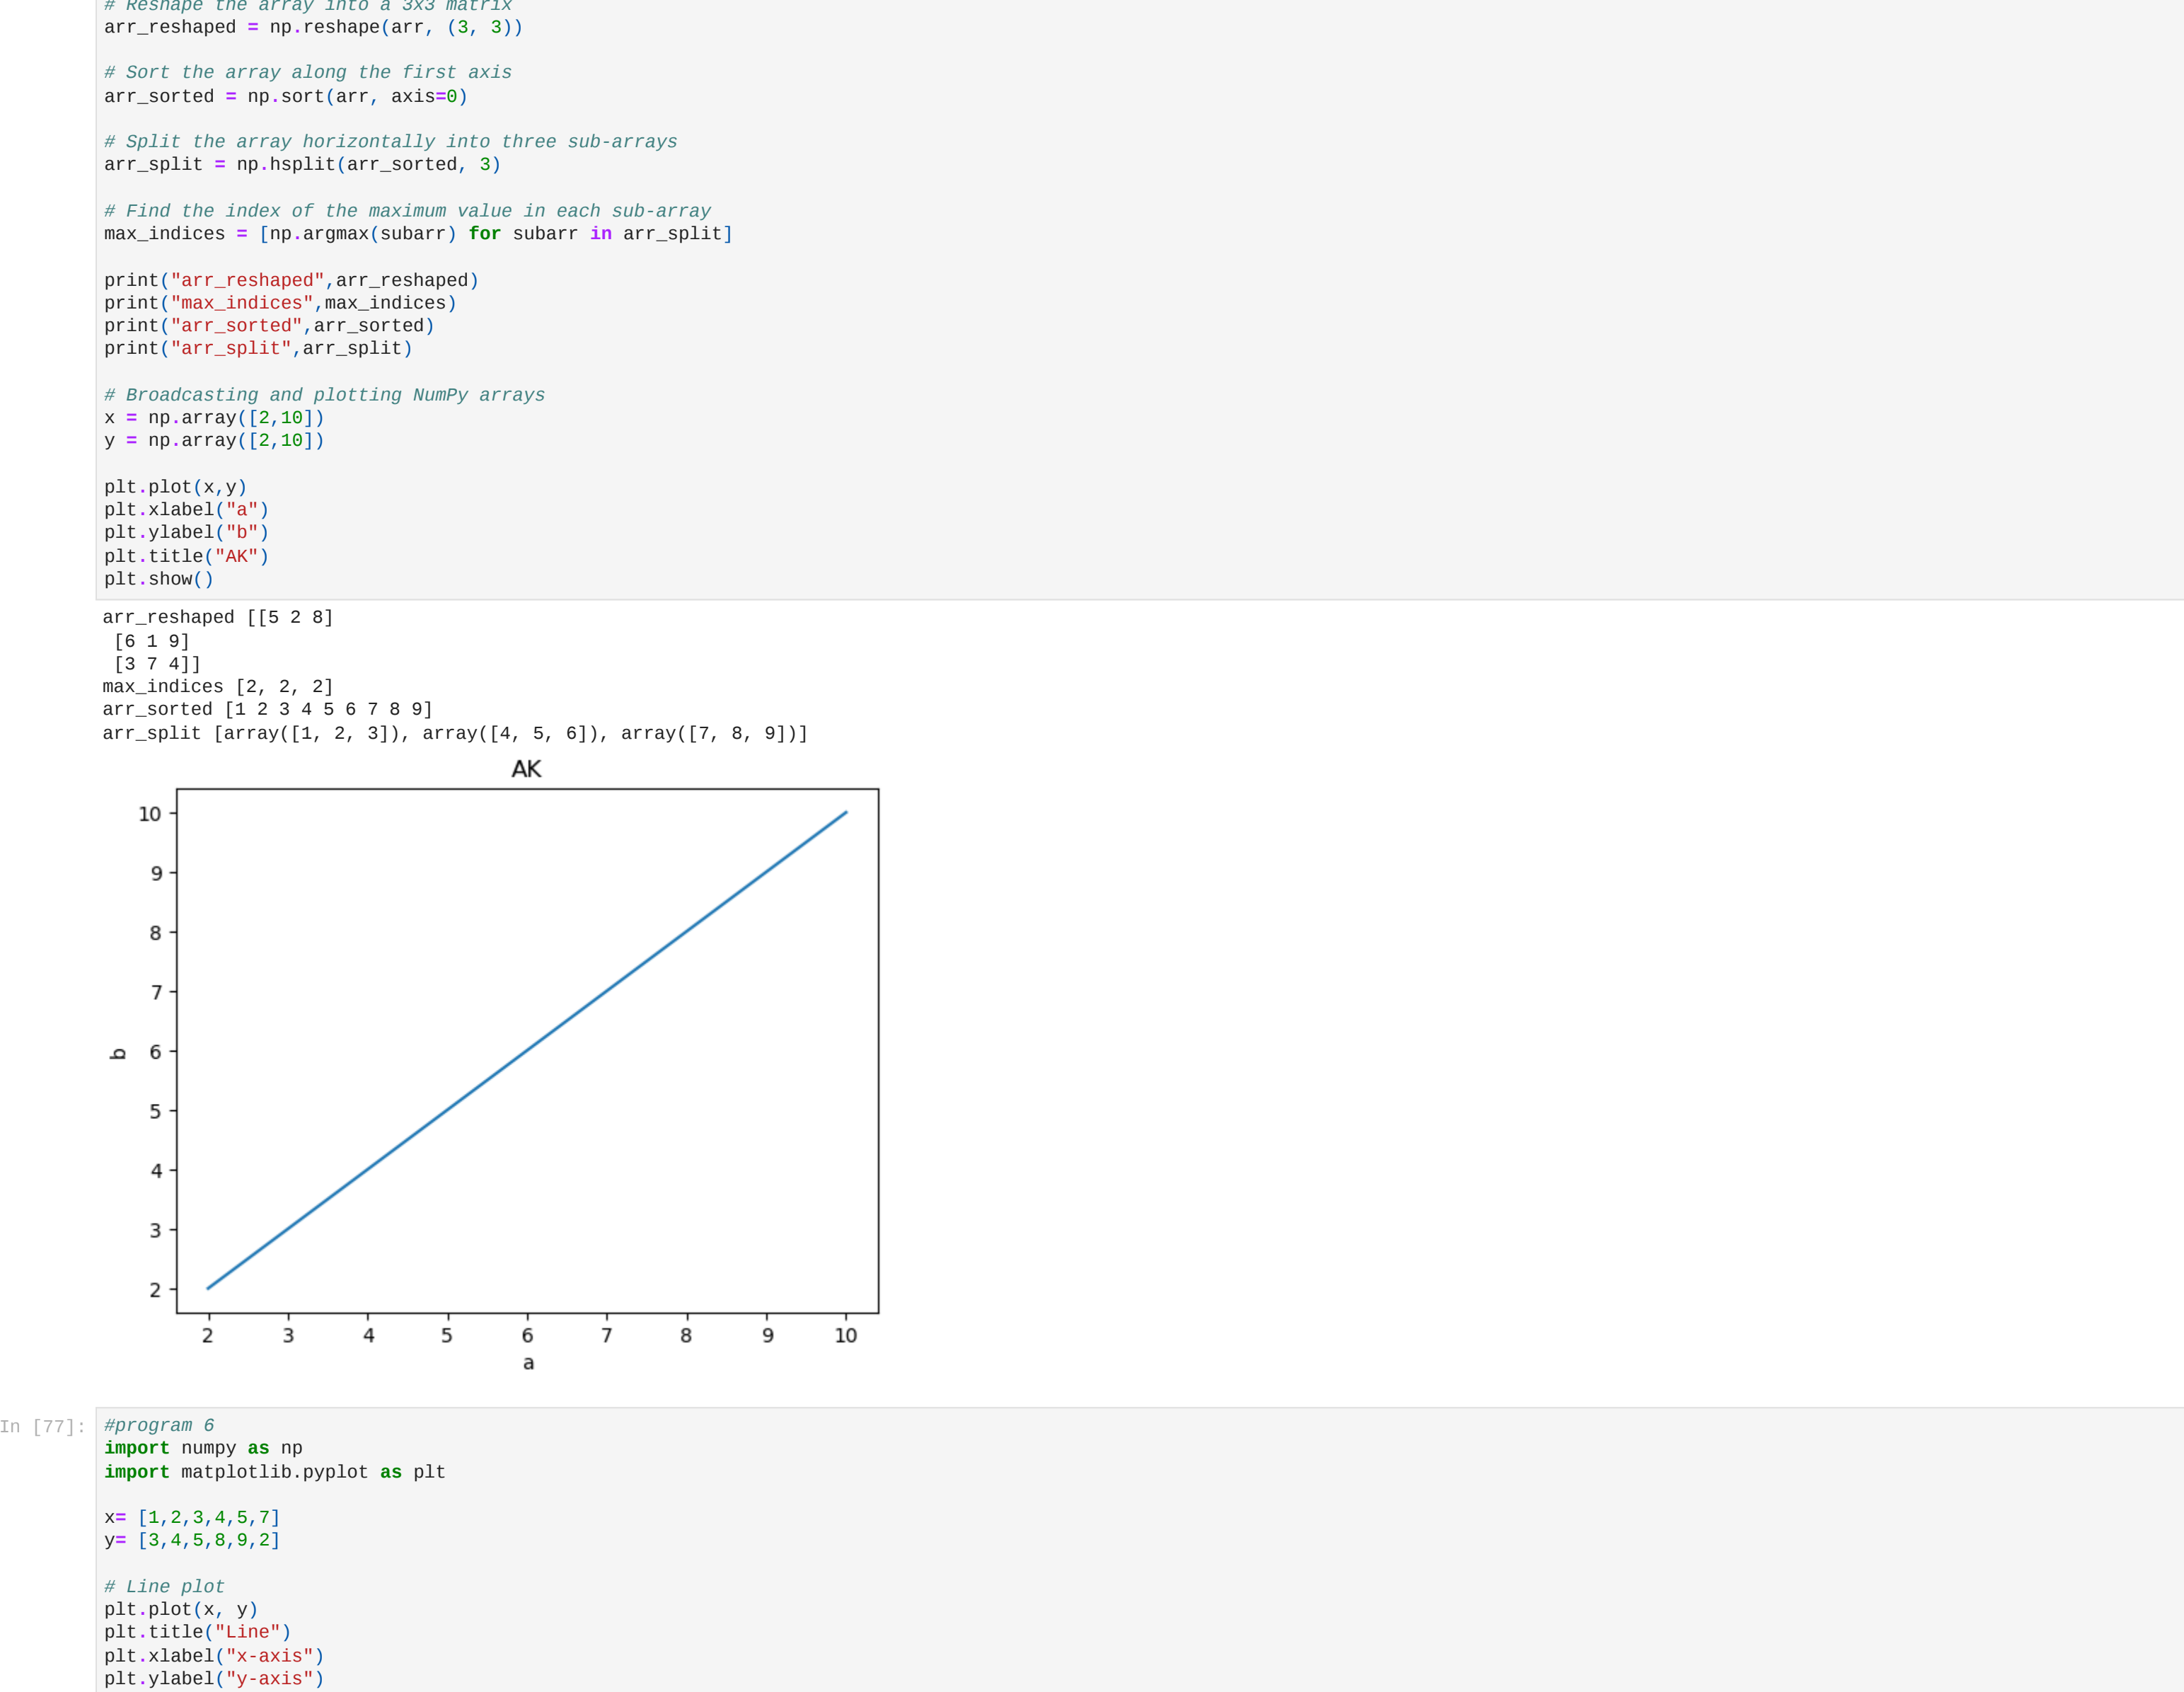 # Reshape the array into a 3x3 matrix
arr_reshaped = np.reshape(arr, (3, 3))
# Sort the array along the first axis
arr_sorted = np.sort(arr, axis=0)
# Split the array horizontally into three sub-arrays
arr_split = np.hsplit(arr_sorted, 3)
# Find the index of the maximum value in each sub-array
max_indices = [np.argmax(subarr) for subarr in arr_split]
print("arr_reshaped",arr_reshaped)
print("max_indices",max_indices)
print("arr_sorted",arr_sorted)
print("arr_split",arr_split)
# Broadcasting and plotting NumPy arrays
x = np.array([2,10])
y = np.array([2,10])
plt.plot(x,y)
plt.xlabel("a")
plt.ylabel("b")
plt.title("AK")
plt.show()
arr_reshaped [[5 2 8]
[6 1 9]
[3 7 4]]
max_indices [2, 2, 2]
arr_sorted [1 2 3 4 5 6 7 8 9]
arr_split [array([1, 2, 3]), array([4, 5, 6]), array([7, 8, 9])]
AK
10
9
8
7
b
6
5
4
3
2
2 3 4 5 6 7 8 9 10
a
In [77]:
#program 6
import numpy as np
import matplotlib.pyplot as plt
x= [1,2,3,4,5,7]
y= [3,4,5,8,9,2]
# Line plot
plt.plot(x, y)
plt.title("Line")
plt.xlabel("x-axis")
plt.ylabel("y-axis")